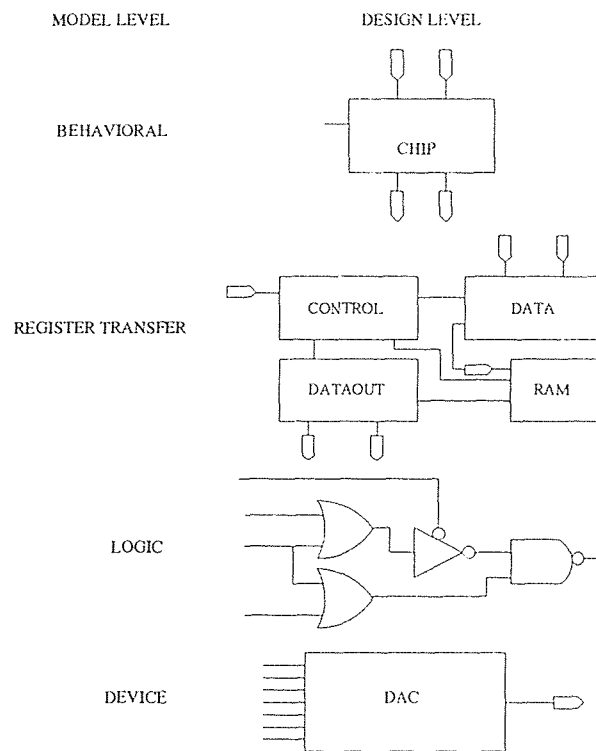 MODEL LEVEL DESIGN LEVEL
BEHAVIORAL
CHIP
REGISTER TRANSFER
CONTROL DATA
DATAOUT RAM
LOGIC
DEVICE DAC